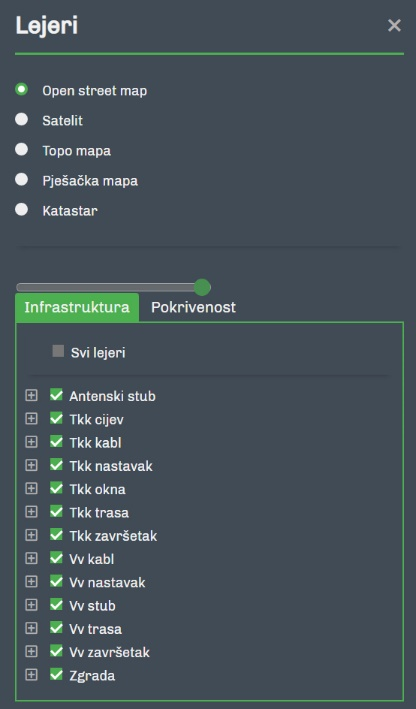 Lejeri
Open street map
Satelit
Topo mapa
Pješačka mapa
Katastar
Infrastruktura Pokrivenost
Svi lejeri
Antenski stub
Tkk cijev
Tkk kabl
Tkk nastavak
Tkk okna
Tkk trasa
Tkk završetak
Vv kabl
Vv nastavak
Vv stub
Vv trasa
Vv završetak
Zgrada